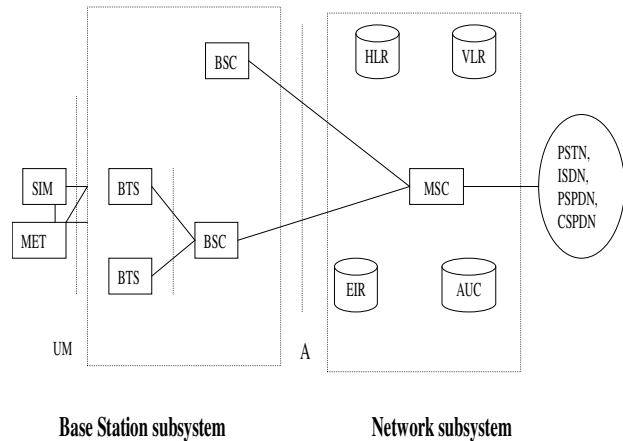 HLR
VLR
BSC
PSTN,
ISDN,
PSPDN,
CSPDN
SIM
BTS
MSC
MET
BSC
BTS
EIR
AUC
UM
A
Base Station subsystem
Network subsystem